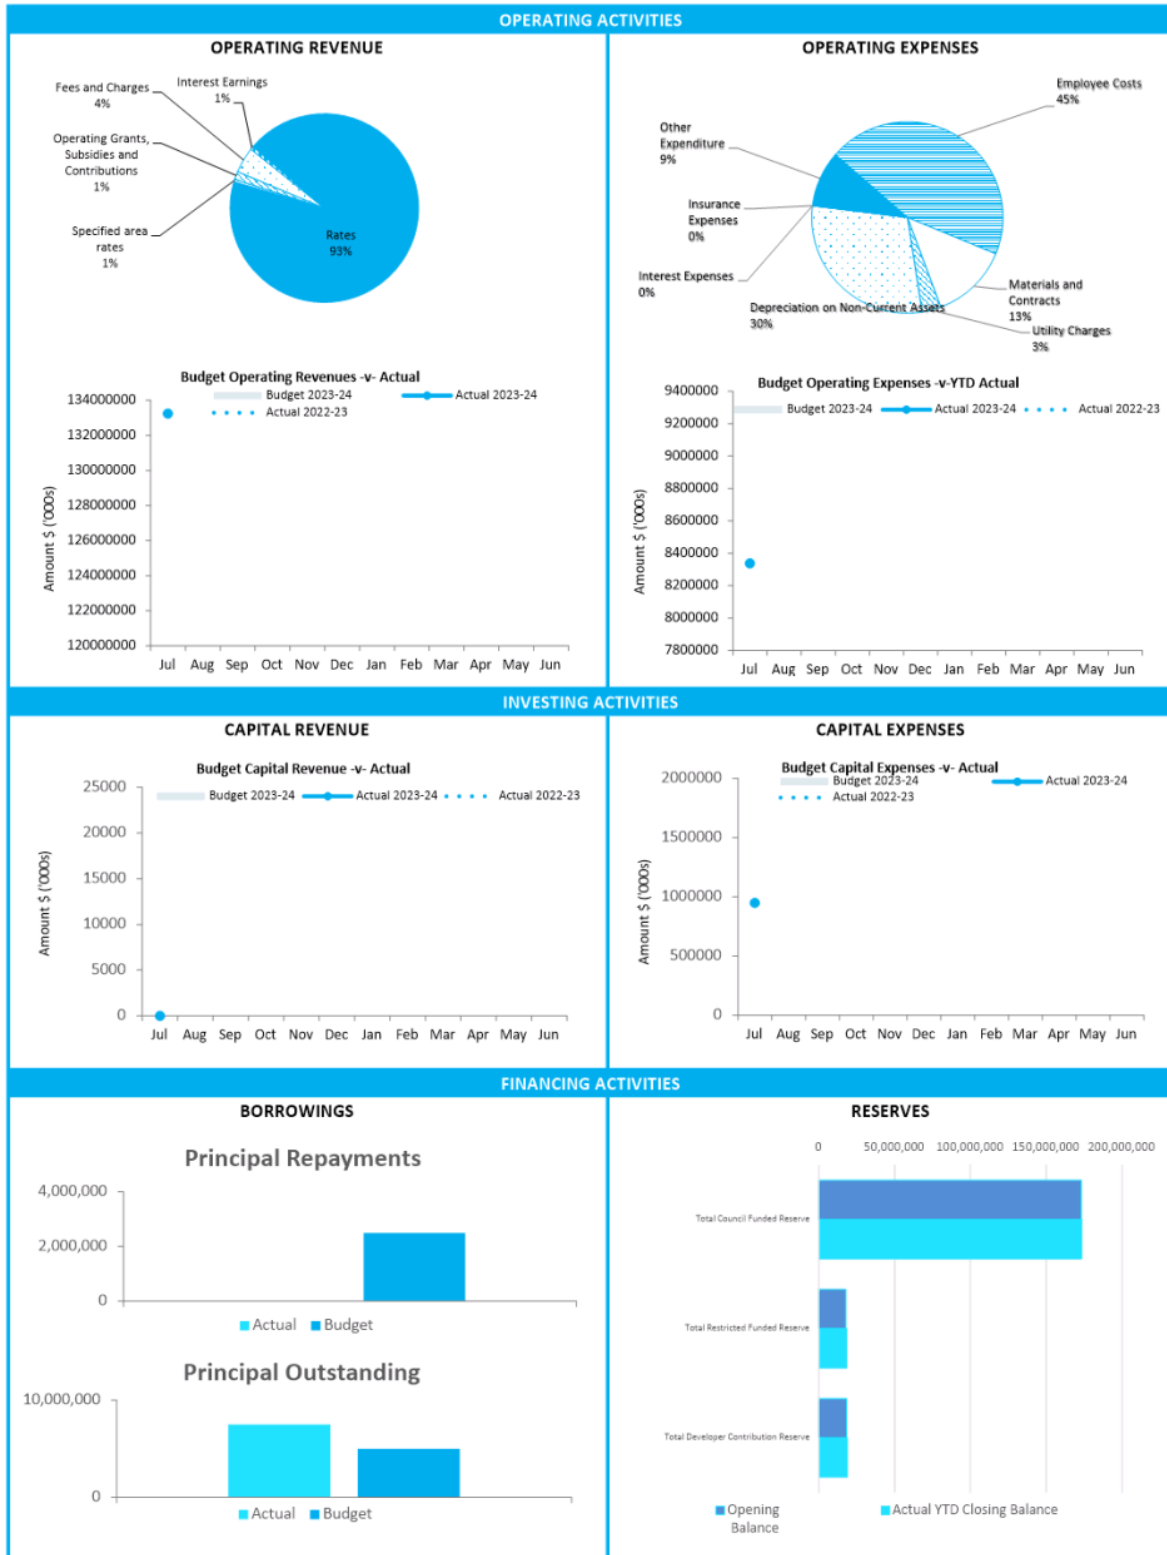 OPERATING ACTIVITIES
OPERATING REVENUE
Fees and Charges
4%
Interest Earnings
1%
Operating Grants,
Subsidies and
Contributions
1%
Specified area
rates
1%
Rates
93%
OPERATING EXPENSES
Employee Costs
45%
Other
Expenditure
9%
Insurance
Expenses
0%
Interest Expenses
0%
Depreciation on Non-Current Assets
30%
Materials and
Contracts
13%
Utility Charges
3%
Budget Operating Revenues -v- Actual
Budget 2023-24
Actual 2023-24
Actual 2022-23
Amount $ ('000s)
134000000
132000000
130000000
128000000
126000000
124000000
122000000
120000000
Jul Aug Sep Oct Nov Dec Jan Feb Mar Apr May Jun
Budget Operating Expenses -v-YTD Actual
Budget 2023-24
Actual 2023-24
Actual 2022-23
Amount $ ('000s)
9400000
9200000
9000000
8800000
8600000
8400000
8200000
8000000
7800000
Jul Aug Sep Oct Nov Dec Jan Feb Mar Apr May Jun
INVESTING ACTIVITIES
CAPITAL REVENUE
Budget Capital Revenue -v- Actual
Budget 2023-24
Actual 2023-24
Actual 2022-23
Amount $ ('000s)
25000
20000
15000
10000
5000
0
Jul Aug Sep Oct Nov Dec Jan Feb Mar Apr May Jun
CAPITAL EXPENSES
Budget Capital Expenses -v- Actual
Budget 2023-24
Actual 2023-24
Actual 2022-23
Amount $ ('000s)
2000000
1500000
1000000
500000
0
Jul Aug Sep Oct Nov Dec Jan Feb Mar Apr May Jun
FINANCING ACTIVITIES
BORROWINGS
Principal Repayments
4,000,000
2,000,000
0
Actual Budget
Principal Outstanding
10,000,000
0
Actual Budget
RESERVES
0 50,000,000 100,000,000 150,000,000 200,000,000
Total Council Funded Reserve
Total Restricted Funded Reserve
Total Developer Contribution Reserve
Opening
Balance
Actual YTD Closing Balance